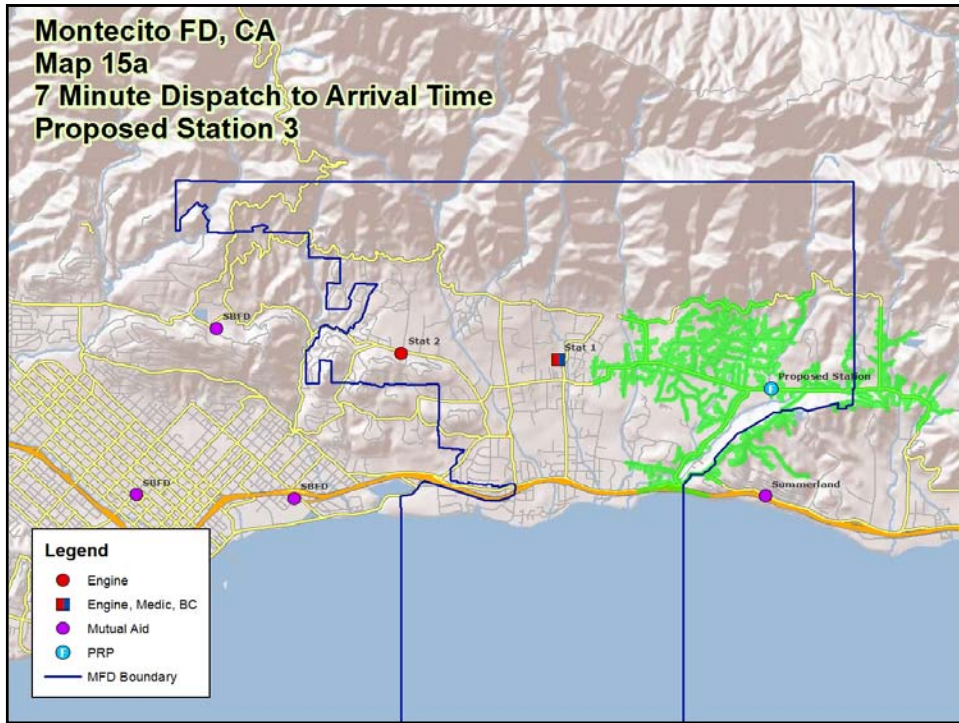 Montecito FD, CA
Map 15a
7 Minute Dispatch to Arrival Time
Proposed Station 3
SBFD
Stat 2
Stat 1
Proposed Station
F
SBFD
SBFD
Summerland
Legend
Engine
Engine, Medic, BC
Mutual Aid
F PRP
MFD Boundary